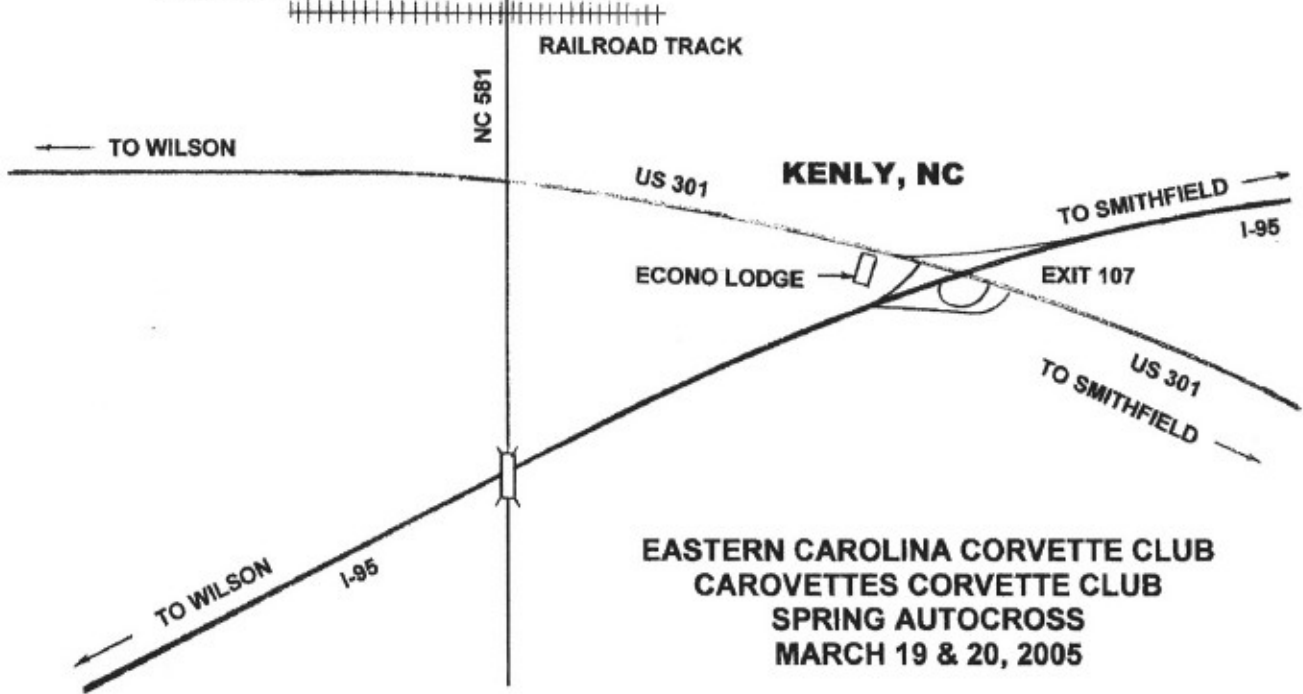 RAILROAD TRACK
NC 581
TO WILSON
US 301
KENLY, NC
TO SMITHFIELD
I-95
ECONO LODGE
EXIT 107
US 301
TO SMITHFIELD
TO WILSON
I-95
EASTERN CAROLINA CORVETTE CLUB
CAROVETTES CORVETTE CLUB
SPRING AUTOCROSS
MARCH 19 & 20, 2005